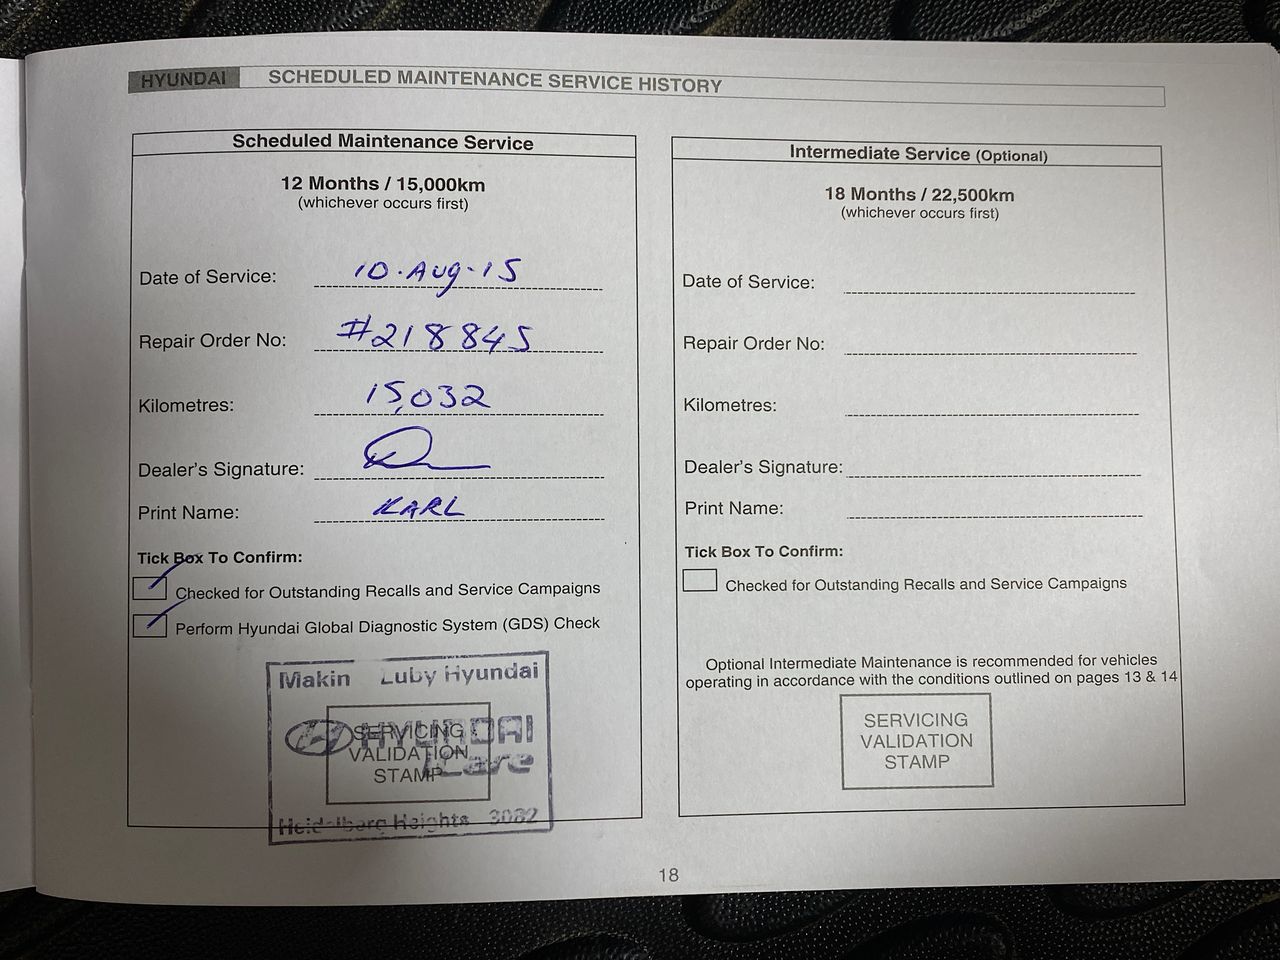 HYUNDAI SCHEDULED MAINTENANCE SERVICE HISTORY
Scheduled Maintenance Service
12 Months / 15,000km
(whichever occurs first)
Date of Service: 10·Aug·15
Repair Order No: #218845
Kilometres: 15,032
Dealer's Signature:
Print Name: KARL
Tick Box To Confirm:
Checked for Outstanding Recalls and Service Campaigns
Perform Hyundai Global Diagnostic System (GDS) Check
Makin Luby Hyundai
HYUNDAI
iCare
SERVICING
VALIDATION
STAMP
Heidelberg Heights 3082
Intermediate Service (Optional)
18 Months / 22,500km
(whichever occurs first)
Date of Service:
Repair Order No:
Kilometres:
Dealer's Signature:
Print Name:
Tick Box To Confirm:
Checked for Outstanding Recalls and Service Campaigns
Optional Intermediate Maintenance is recommended for vehicles
operating in accordance with the conditions outlined on pages 13 & 14
SERVICING
VALIDATION
STAMP
18